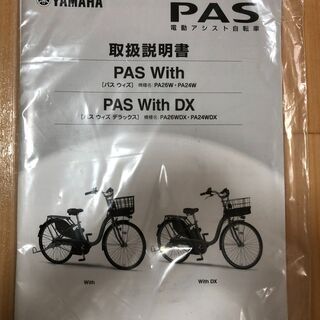 YAMAHA
PAS
電動アシスト自転車
取扱説明書
PAS With
[パス ウィズ] 機種名: PA26W・PA24W
PAS With DX
[パス ウィズ デラックス] 機種名: PA26WDX・PA24WDX
With
With DX